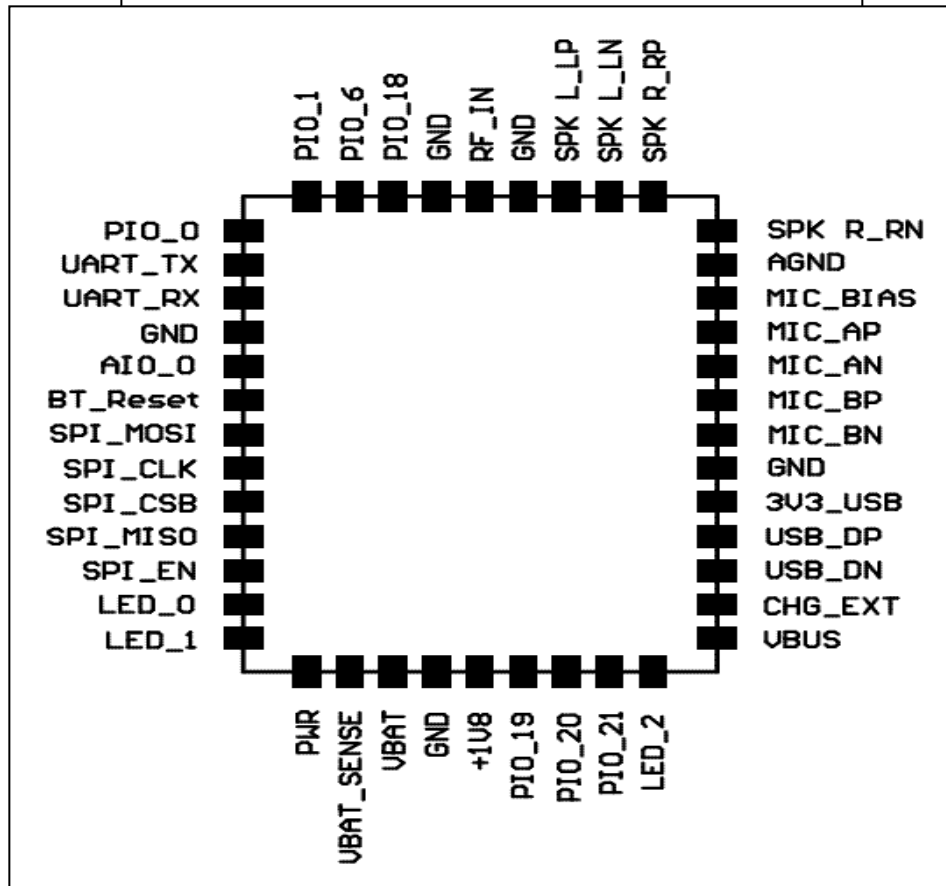 PIO_1
PIO_6
PIO_18
GND
RF_IN
GND
SPK L_LP
SPK L_LN
SPK R_RP
PIO_0
UART_TX
UART_RX
GND
AIO_0
BT_Reset
SPI_MOSI
SPI_CLK
SPI_CSB
SPI_MISO
SPI_EN
LED_0
LED_1
SPK R_RN
AGND
MIC_BIAS
MIC_AP
MIC_AN
MIC_BP
MIC_BN
GND
3V3_USB
USB_DP
USB_DN
CHG_EXT
VBUS
PWR
VBAT_SENSE
VBAT
GND
+1V8
PIO_19
PIO_20
PIO_21
LED_2